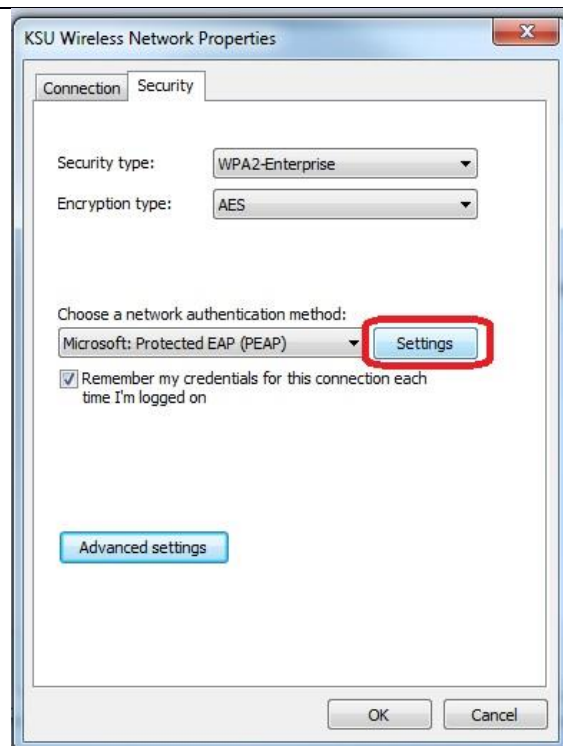 KSU Wireless Network Properties
Connection Security
Security type: WPA2-Enterprise
Encryption type: AES
Choose a network authentication method:
Microsoft: Protected EAP (PEAP) Settings
Remember my credentials for this connection each
time I'm logged on
Advanced settings
OK Cancel